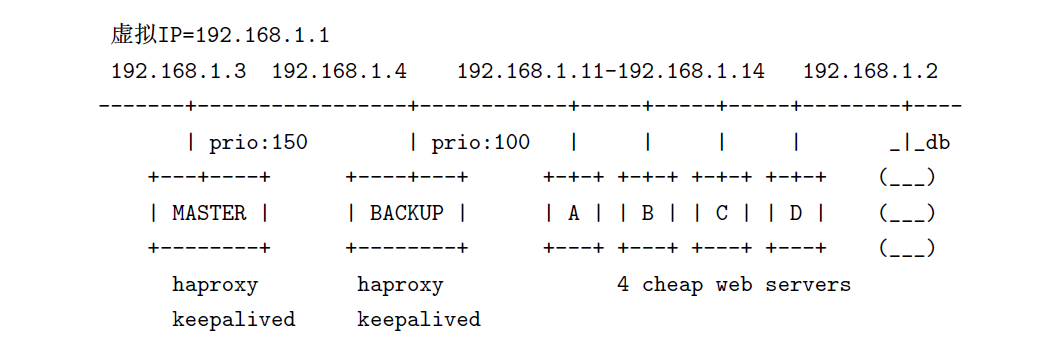 虚拟IP=192.168.1.1
192.168.1.3  192.168.1.4    192.168.1.11-192.168.1.14   192.168.1.2
-------+-----------------+------------+-----+-----+-----+--------+----
       | prio:150        | prio:100   |     |     |     |       _|_db
   +---+----+      +----+---+      +-+-+ +-+-+ +-+-+ +-+-+    (___)
   | MASTER |      | BACKUP |      | A | | B | | C | | D |    (___)
   +--------+      +--------+      +---+ +---+ +---+ +---+    (___)
     haproxy        haproxy              4 cheap web servers
     keepalived     keepalived